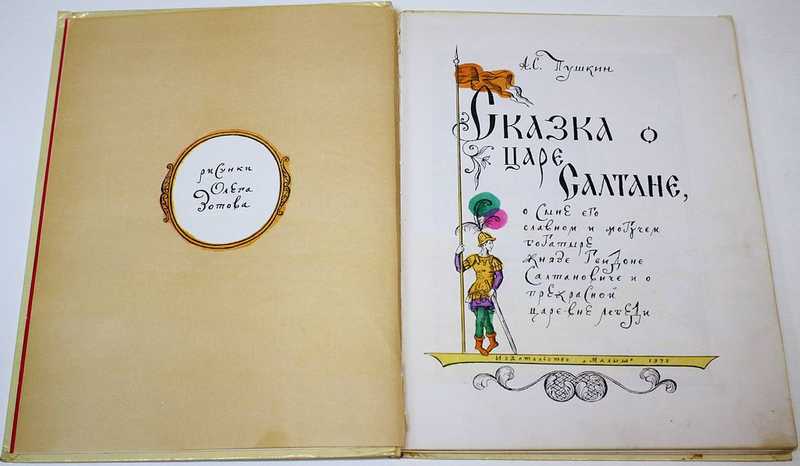 рисунки
Олега
Зотова
А.С. Пушкин
Сказка о
царе
Салтане,
о сыне его
славном и могучем
богатыре
князе Гвидоне
Салтановиче и о
прекрасной
царевне лебеди
Издательство „Малыш“ 1975